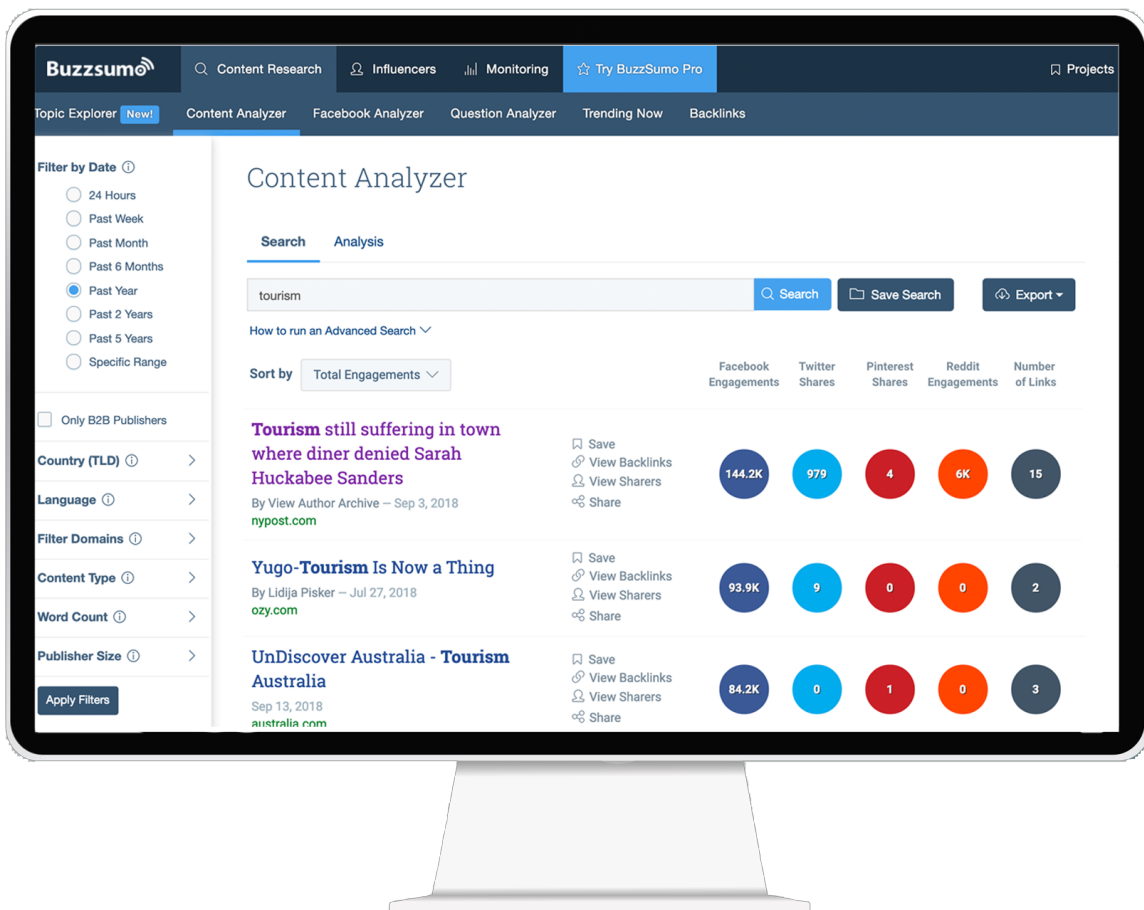 Buzzsumo
Content Research
Influencers
Monitoring
Try BuzzSumo Pro
Projects
Topic Explorer New!
Content Analyzer
Facebook Analyzer
Question Analyzer
Trending Now
Backlinks
Filter by Date
24 Hours
Past Week
Past Month
Past 6 Months
Past Year
Past 2 Years
Past 5 Years
Specific Range
Only B2B Publishers
Country (TLD)
Language
Filter Domains
Content Type
Word Count
Publisher Size
Apply Filters
Content Analyzer
Search
Analysis
tourism
Search
Save Search
Export
How to run an Advanced Search
Sort by
Total Engagements
Facebook
Engagements
Twitter
Shares
Pinterest
Shares
Reddit
Engagements
Number
of Links
Tourism still suffering in town
where diner denied Sarah
Huckabee Sanders
By View Author Archive – Sep 3, 2018
nypost.com
Save
View Backlinks
View Sharers
Share
144.2K
979
4
6K
15
Yugo-Tourism Is Now a Thing
By Lidija Pisker – Jul 27, 2018
ozy.com
Save
View Backlinks
View Sharers
Share
93.9K
9
0
0
2
UnDiscover Australia - Tourism
Australia
Sep 13, 2018
australia.com
Save
View Backlinks
View Sharers
Share
84.2K
0
1
0
3